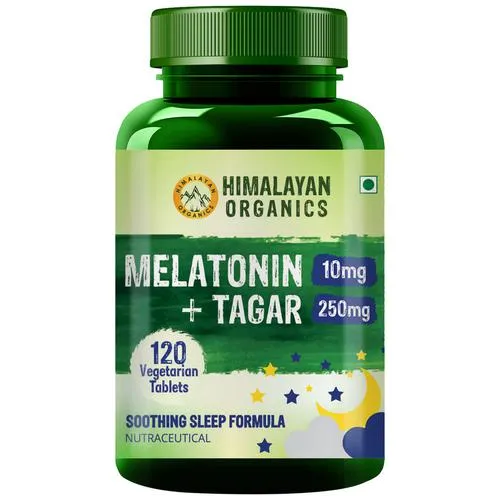 HIMALAYAN
ORGANICS
HIMALAYAN
ORGANICS
MELATONIN 10mg
+ TAGAR 250mg
120
Vegetarian
Tablets
SOOTHING SLEEP FORMULA
NUTRACEUTICAL